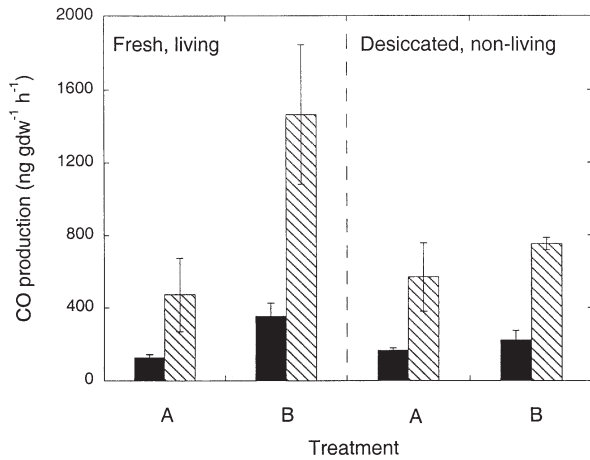 2000
Fresh, living
Desiccated, non-living
1600
1200
800
400
0
CO production (ng gdw⁻¹ h⁻¹)
A
B
A
B
Treatment